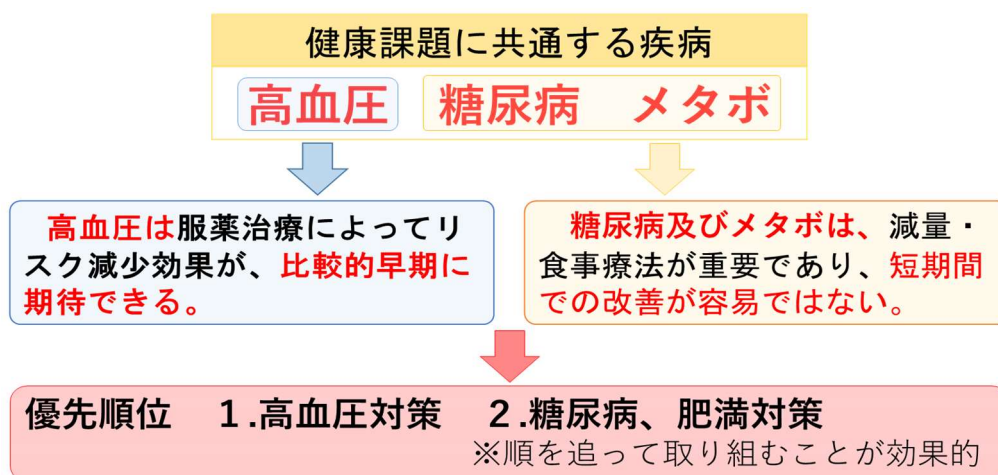 健康課題に共通する疾病
高血圧 糖尿病 メタボ
高血圧は服薬治療によってリ
スク減少効果が、比較的早期に
期待できる。
糖尿病及びメタボは、減量・
食事療法が重要であり、短期間
での改善が容易ではない。
優先順位 1.高血圧対策 2.糖尿病、肥満対策
※順を追って取り組むことが効果的